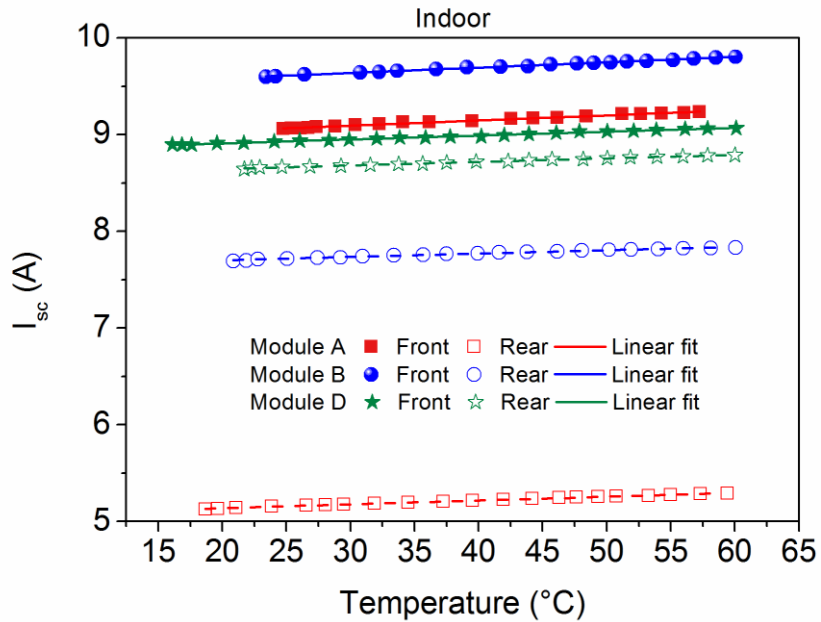 Indoor
10
9
8
7
6
5
I_sc (A)
Module A Front Rear Linear fit
Module B Front Rear Linear fit
Module D Front Rear Linear fit
15 20 25 30 35 40 45 50 55 60 65
Temperature (°C)